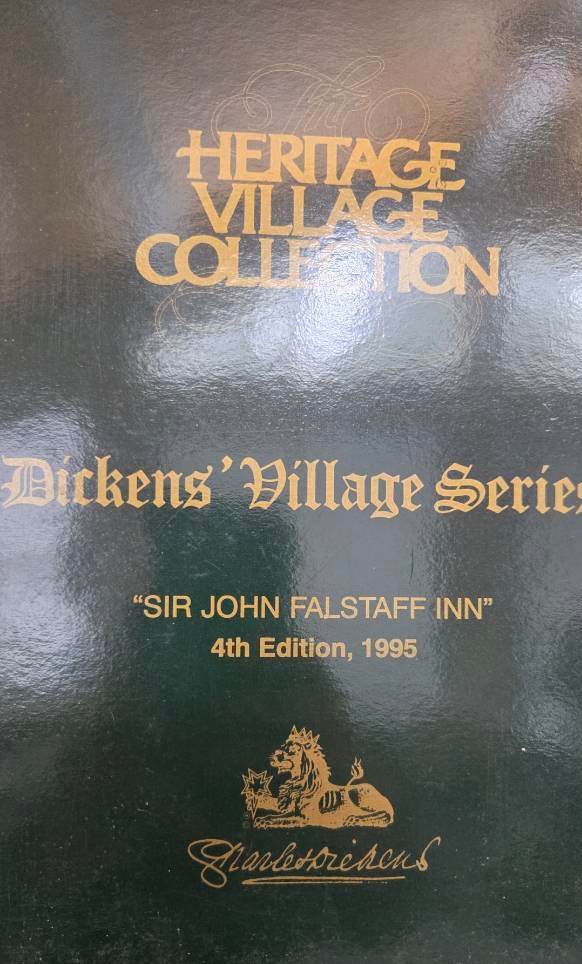 The
HERITAGE
VILLAGE
COLLECTION
Dickens' Village Series
"SIR JOHN FALSTAFF INN"
4th Edition, 1995
Charles Dickens